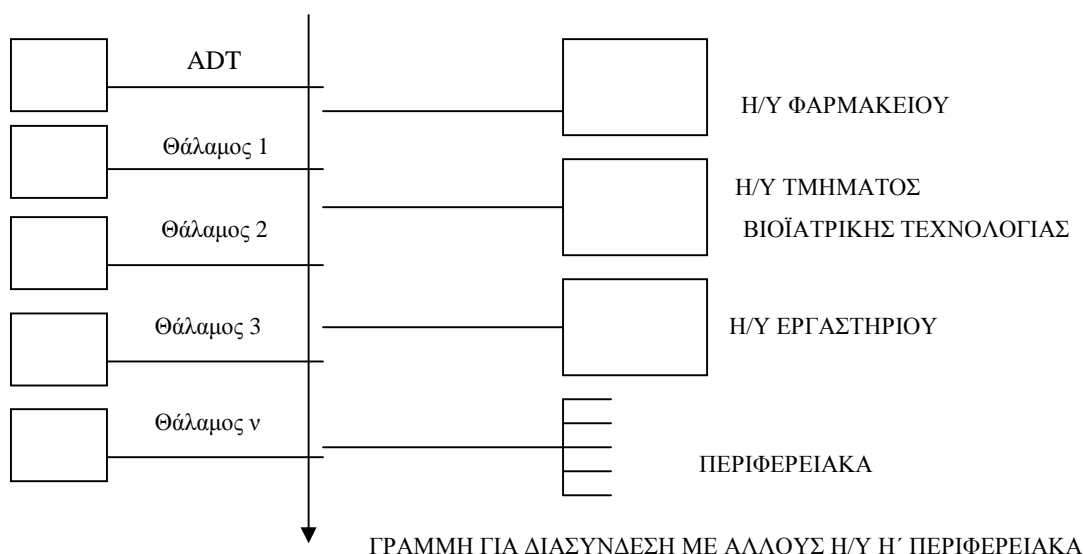 ADT
Η/Υ ΦΑΡΜΑΚΕΙΟΥ
Θάλαμος 1
Η/Υ ΤΜΗΜΑΤΟΣ
ΒΙΟΪΑΤΡΙΚΗΣ ΤΕΧΝΟΛΟΓΙΑΣ
Θάλαμος 2
Θάλαμος 3
Η/Υ ΕΡΓΑΣΤΗΡΙΟΥ
Θάλαμος ν
ΠΕΡΙΦΕΡΕΙΑΚΑ
ΓΡΑΜΜΗ ΓΙΑ ΔΙΑΣΥΝΔΕΣΗ ΜΕ ΑΛΛΟΥΣ Η/Υ Η΄ ΠΕΡΙΦΕΡΕΙΑΚΑ